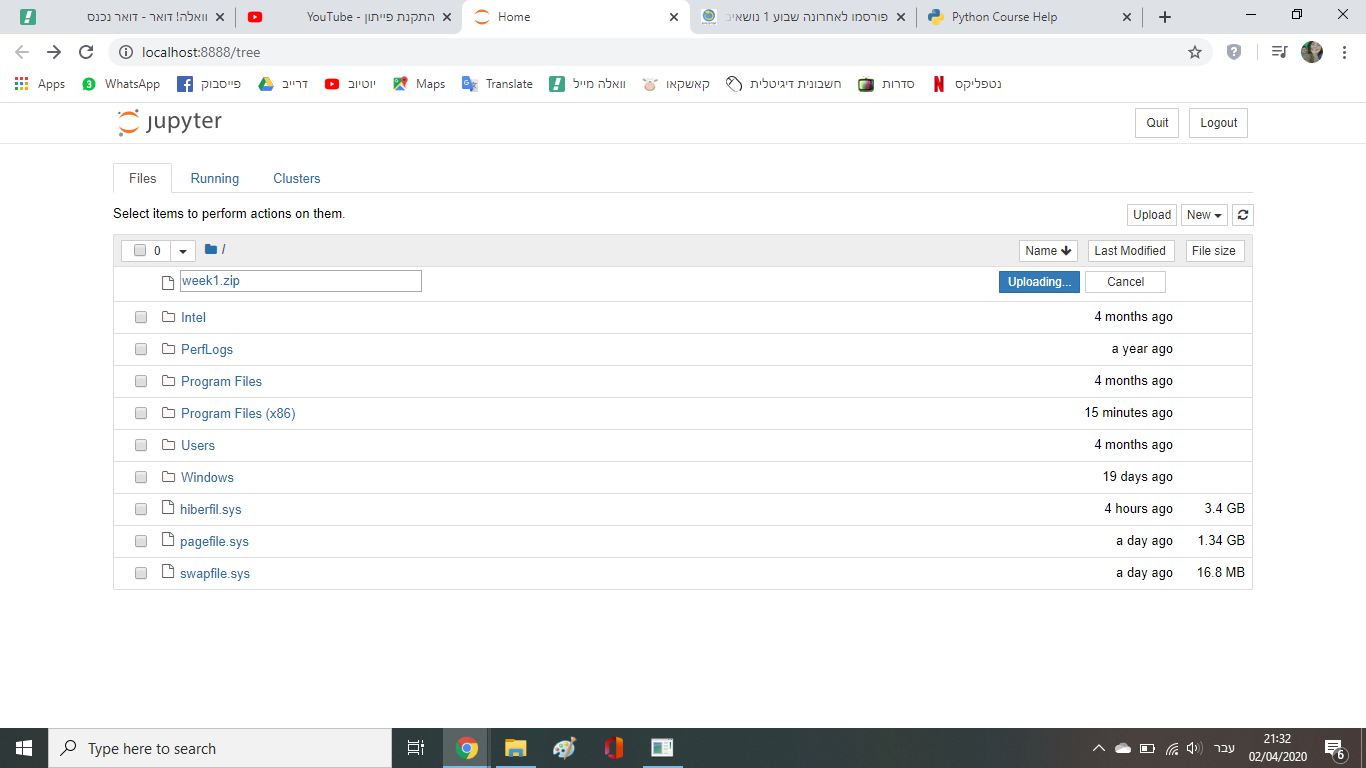 וואלה! דואר - דואר נכנס
התקנת פייתון - YouTube
Home
פורסמו לאחרונה שבוע 1 נושאים
Python Course Help
localhost:8888/tree
Apps
3
WhatsApp
פייסבוק
דרייב
יוטיוב
Maps
Translate
וואלה מייל
קאשקאו
חשבונית דיגיטלית
סדרות
נטפליקס
jupyter
Quit
Logout
Files
Running
Clusters
Select items to perform actions on them.
Upload
New
0
/
Name
Last Modified
File size
week1.zip
Uploading...
Cancel
Intel
4 months ago
PerfLogs
a year ago
Program Files
4 months ago
Program Files (x86)
15 minutes ago
Users
4 months ago
Windows
19 days ago
hiberfil.sys
4 hours ago
3.4 GB
pagefile.sys
a day ago
1.34 GB
swapfile.sys
a day ago
16.8 MB
Type here to search
עבר
21:32
02/04/2020
6